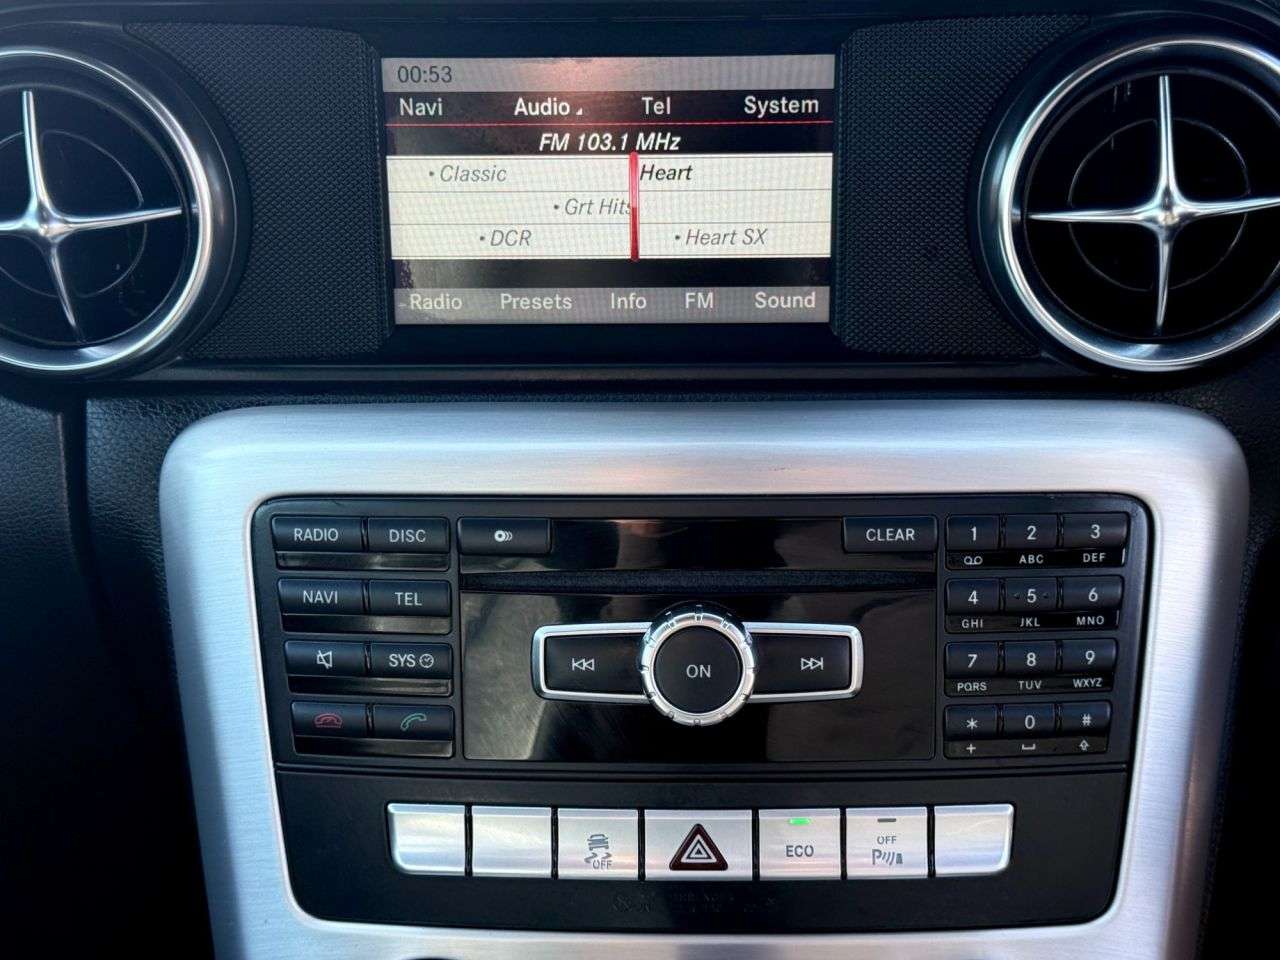 00:53
Navi Audio Tel System
FM 103.1 MHz
• Classic Heart
• Grt Hits
• DCR • Heart SX
Radio Presets Info FM Sound
RADIO DISC CLEAR 1 2 3
ABC DEF
NAVI TEL 4 5 6
GHI JKL MNO
SYS 7 8 9
PQRS TUV WXYZ
ON
* 0 #
+
OFF ECO OFF
P